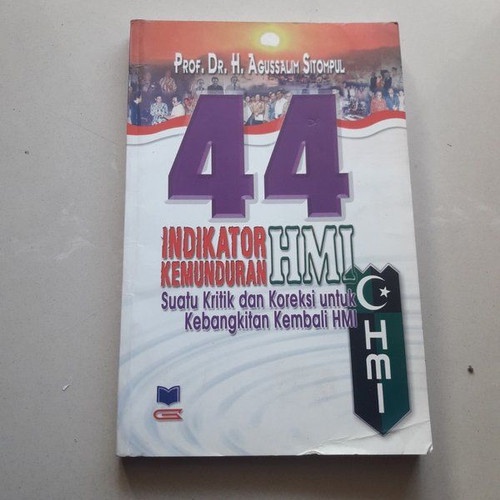 Prof. Dr. H. Agussalim Sitompul
44
INDIKATOR
KEMUNDURAN
HMI
Suatu Kritik dan Koreksi untuk
Kebangkitan Kembali HMI
HmI